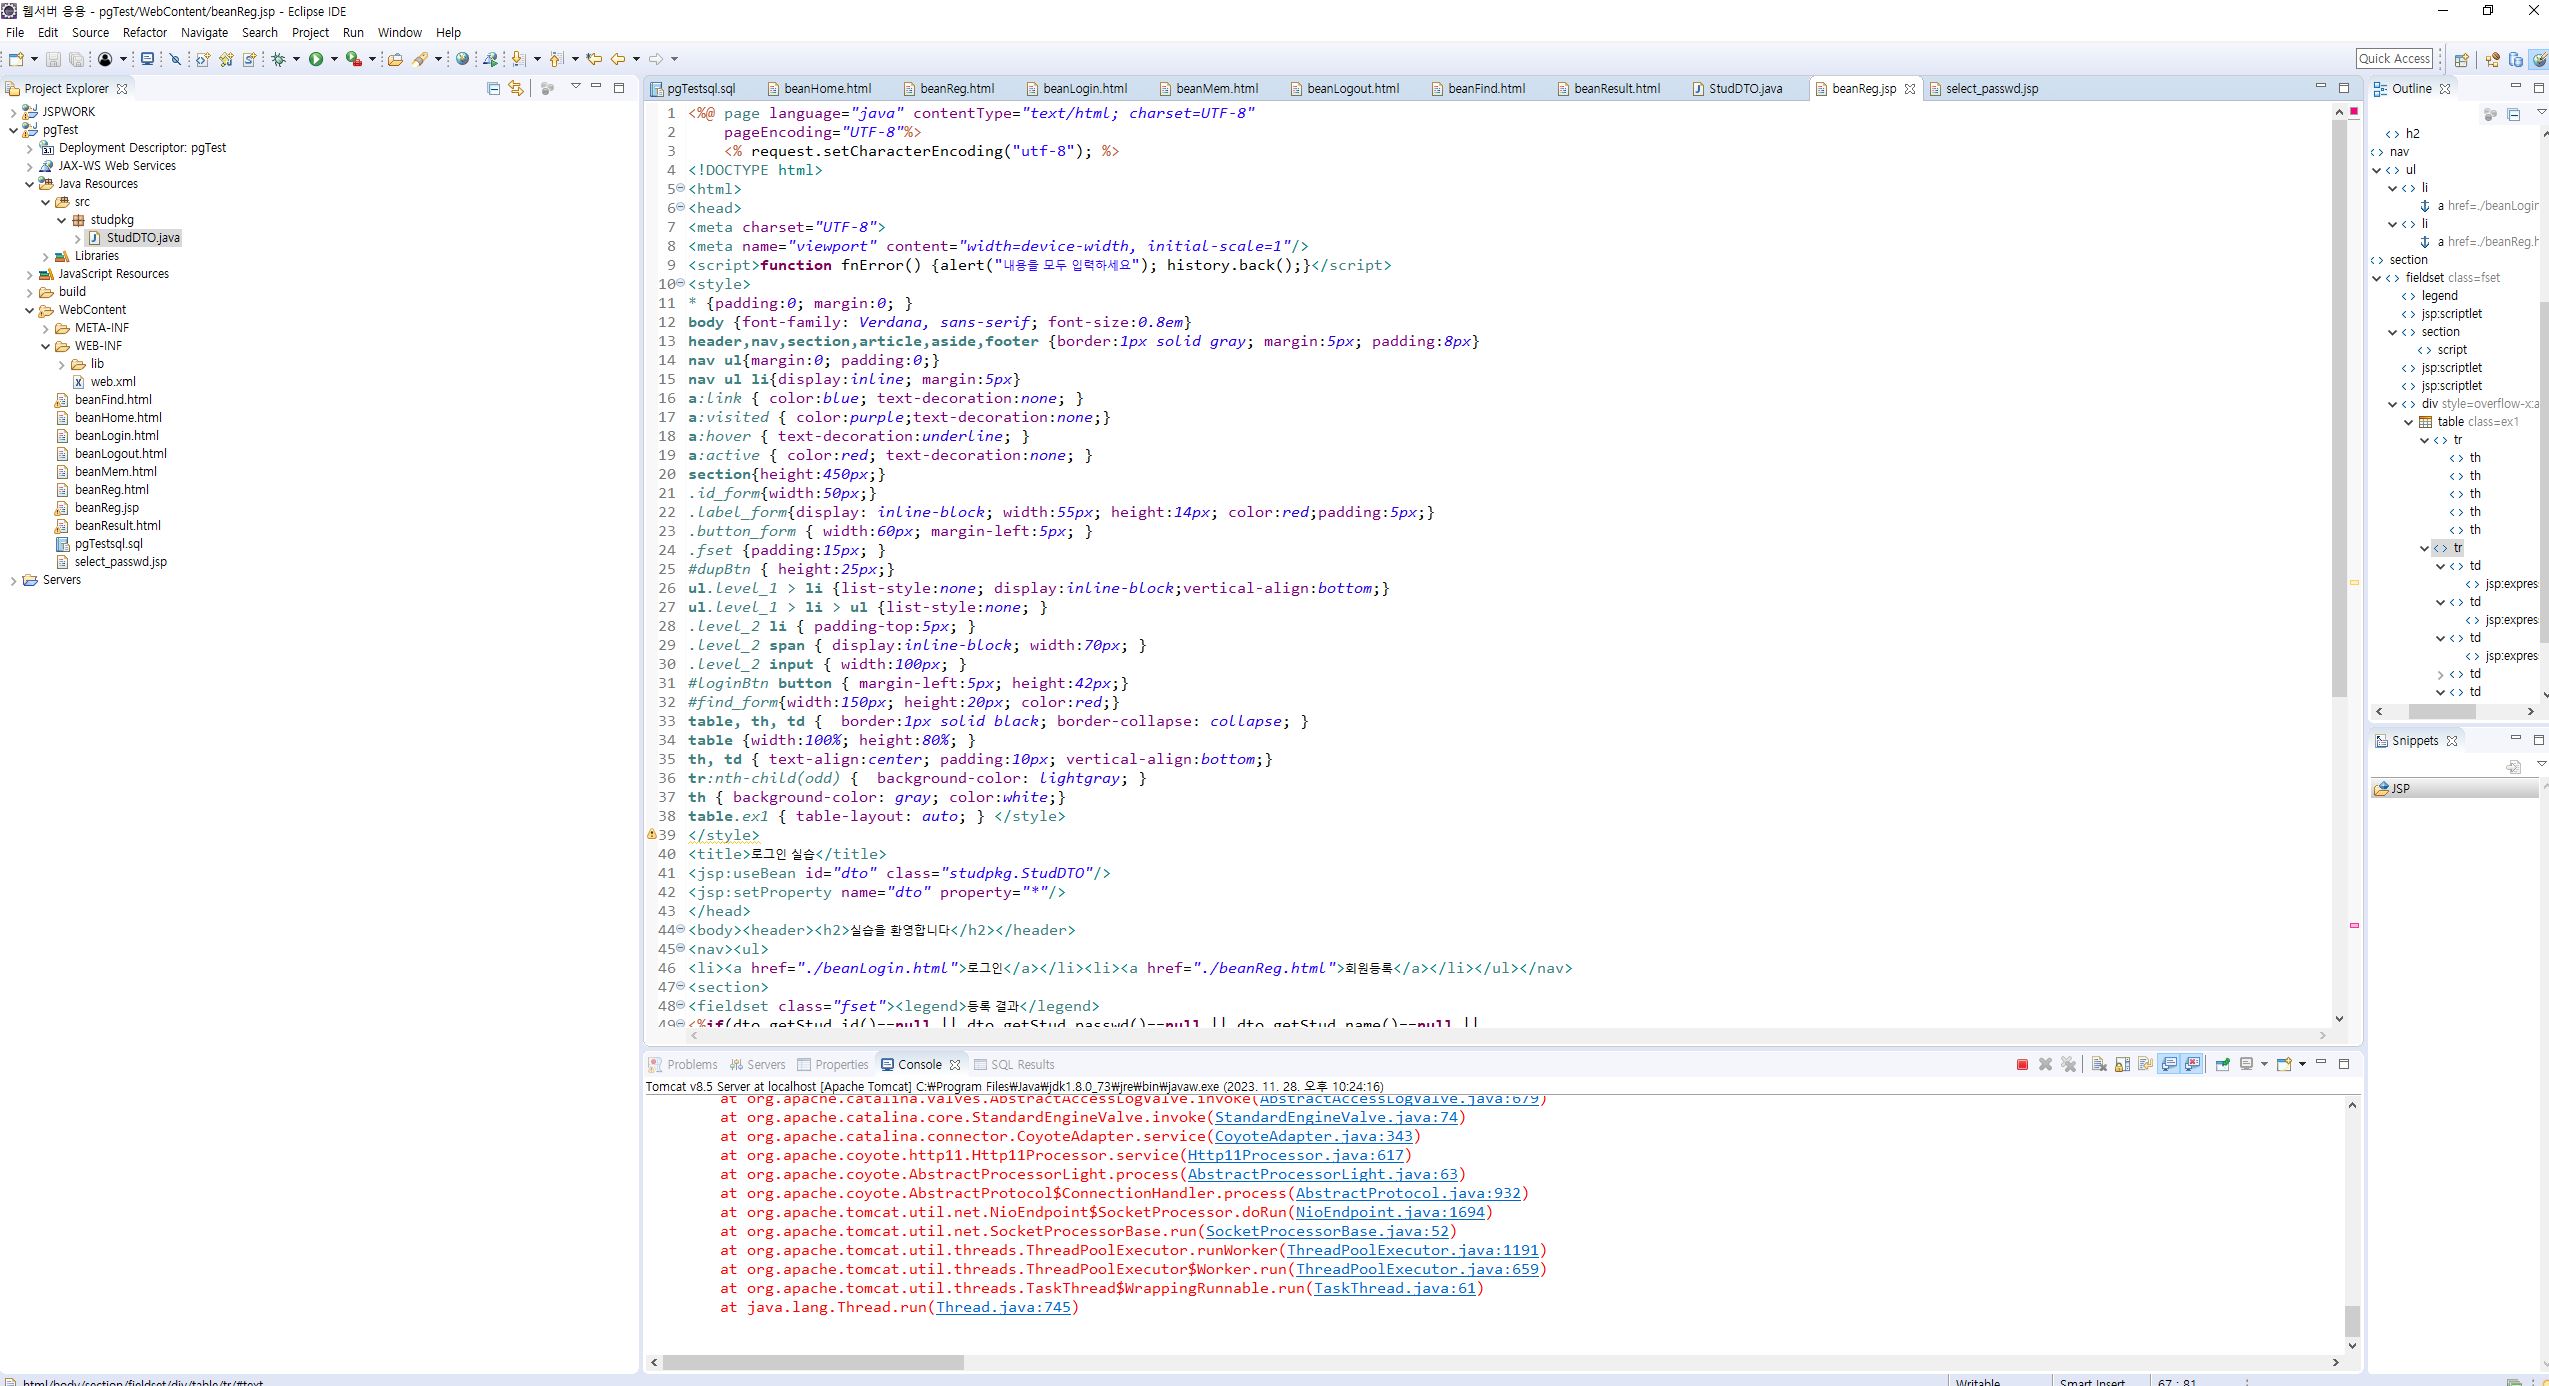 웹서버 응용 - pgTest/WebContent/beanReg.jsp - Eclipse IDE
File Edit Source Refactor Navigate Search Project Run Window Help
Quick Access
Project Explorer
JSPWORK
pgTest
Deployment Descriptor: pgTest
JAX-WS Web Services
Java Resources
src
studpkg
StudDTO.java
Libraries
JavaScript Resources
build
WebContent
META-INF
WEB-INF
lib
web.xml
beanFind.html
beanHome.html
beanLogin.html
beanLogout.html
beanMem.html
beanReg.html
beanReg.jsp
beanResult.html
pgTestsql.sql
select_passwd.jsp
Servers
pgTestsql.sql beanHome.html beanReg.html beanLogin.html beanMem.html beanLogout.html beanFind.html beanResult.html StudDTO.java beanReg.jsp select_passwd.jsp
1 <%@ page language="java" contentType="text/html; charset=UTF-8"
2 pageEncoding="UTF-8"%>
3 <% request.setCharacterEncoding("utf-8"); %>
4 <!DOCTYPE html>
5 <html>
6 <head>
7 <meta charset="UTF-8">
8 <meta name="viewport" content="width=device-width, initial-scale=1"/>
9 <script>function fnError() {alert("내용을 모두 입력하세요"); history.back();}</script>
10 <style>
11 * {padding:0; margin:0; }
12 body {font-family: Verdana, sans-serif; font-size:0.8em}
13 header,nav,section,article,aside,footer {border:1px solid gray; margin:5px; padding:8px}
14 nav ul{margin:0; padding:0;}
15 nav ul li{display:inline; margin:5px}
16 a:link { color:blue; text-decoration:none; }
17 a:visited { color:purple;text-decoration:none;}
18 a:hover { text-decoration:underline; }
19 a:active { color:red; text-decoration:none; }
20 section{height:450px;}
21 .id_form{width:50px;}
22 .label_form{display: inline-block; width:55px; height:14px; color:red;padding:5px;}
23 .button_form { width:60px; margin-left:5px; }
24 .fset {padding:15px; }
25 #dupBtn { height:25px;}
26 ul.level_1 > li {list-style:none; display:inline-block;vertical-align:bottom;}
27 ul.level_1 > li > ul {list-style:none; }
28 .level_2 li { padding-top:5px; }
29 .level_2 span { display:inline-block; width:70px; }
30 .level_2 input { width:100px; }
31 #loginBtn button { margin-left:5px; height:42px;}
32 #find_form{width:150px; height:20px; color:red;}
33 table, th, td { border:1px solid black; border-collapse: collapse; }
34 table {width:100%; height:80%; }
35 th, td { text-align:center; padding:10px; vertical-align:bottom;}
36 tr:nth-child(odd) { background-color: lightgray; }
37 th { background-color: gray; color:white;}
38 table.ex1 { table-layout: auto; } </style>
39 </style>
40 <title>로그인 실습</title>
41 <jsp:useBean id="dto" class="studpkg.StudDTO"/>
42 <jsp:setProperty name="dto" property="*"/>
43 </head>
44 <body><header><h2>실습을 환영합니다</h2></header>
45 <nav><ul>
46 <li><a href="./beanLogin.html">로그인</a></li><li><a href="./beanReg.html">회원등록</a></li></ul></nav>
47 <section>
48 <fieldset class="fset"><legend>등록 결과</legend>
49 <%if(dto.getStud_id()==null || dto.getStud_passwd()==null || dto.getStud_name()==null ||
Outline
h2
nav
ul
li
a href=./beanLogin
li
a href=./beanReg.h
section
fieldset class=fset
legend
jsp:scriptlet
section
script
jsp:scriptlet
jsp:scriptlet
div style=overflow-x:a
table class=ex1
tr
th
th
th
th
th
tr
td
jsp:expres
td
jsp:expres
td
jsp:expres
td
td
Snippets
JSP
Problems Servers Properties Console SQL Results
Tomcat v8.5 Server at localhost [Apache Tomcat] C:₩Program Files₩Java₩jdk1.8.0_73₩jre₩bin₩javaw.exe (2023. 11. 28. 오후 10:24:16)
at org.apache.catalina.valves.AbstractAccessLogValve.invoke(AbstractAccessLogValve.java:679)
at org.apache.catalina.core.StandardEngineValve.invoke(StandardEngineValve.java:74)
at org.apache.catalina.connector.CoyoteAdapter.service(CoyoteAdapter.java:343)
at org.apache.coyote.http11.Http11Processor.service(Http11Processor.java:617)
at org.apache.coyote.AbstractProcessorLight.process(AbstractProcessorLight.java:63)
at org.apache.coyote.AbstractProtocol$ConnectionHandler.process(AbstractProtocol.java:932)
at org.apache.tomcat.util.net.NioEndpoint$SocketProcessor.doRun(NioEndpoint.java:1694)
at org.apache.tomcat.util.net.SocketProcessorBase.run(SocketProcessorBase.java:52)
at org.apache.tomcat.util.threads.ThreadPoolExecutor.runWorker(ThreadPoolExecutor.java:1191)
at org.apache.tomcat.util.threads.ThreadPoolExecutor$Worker.run(ThreadPoolExecutor.java:659)
at org.apache.tomcat.util.threads.TaskThread$WrappingRunnable.run(TaskThread.java:61)
at java.lang.Thread.run(Thread.java:745)
html/body/section/fieldset/div/table/tr/#text Writable Smart Insert 67 : 81